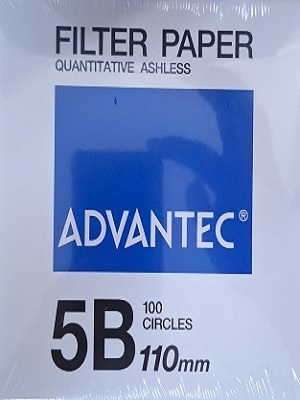 FILTER PAPER
QUANTITATIVE ASHLESS
ADVANTEC®
5B
100
CIRCLES
110mm